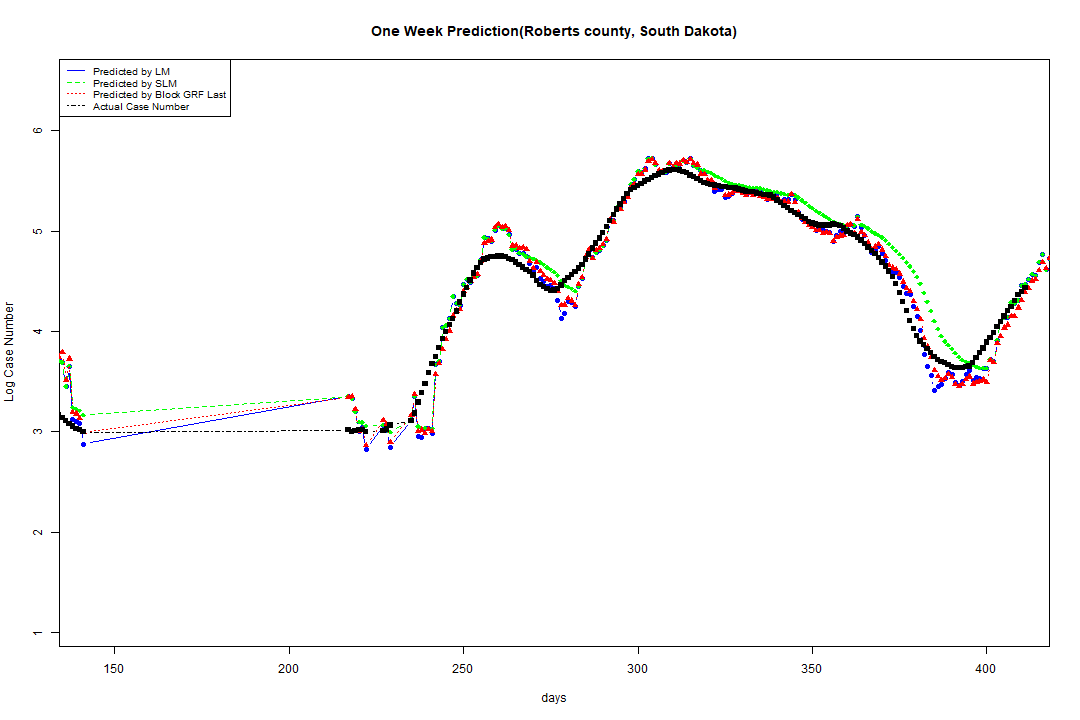 One Week Prediction(Roberts county, South Dakota)
Predicted by LM
Predicted by SLM
Predicted by Block GRF Last
Actual Case Number
Log Case Number
6
5
4
3
2
1
150 200 250 300 350 400
days